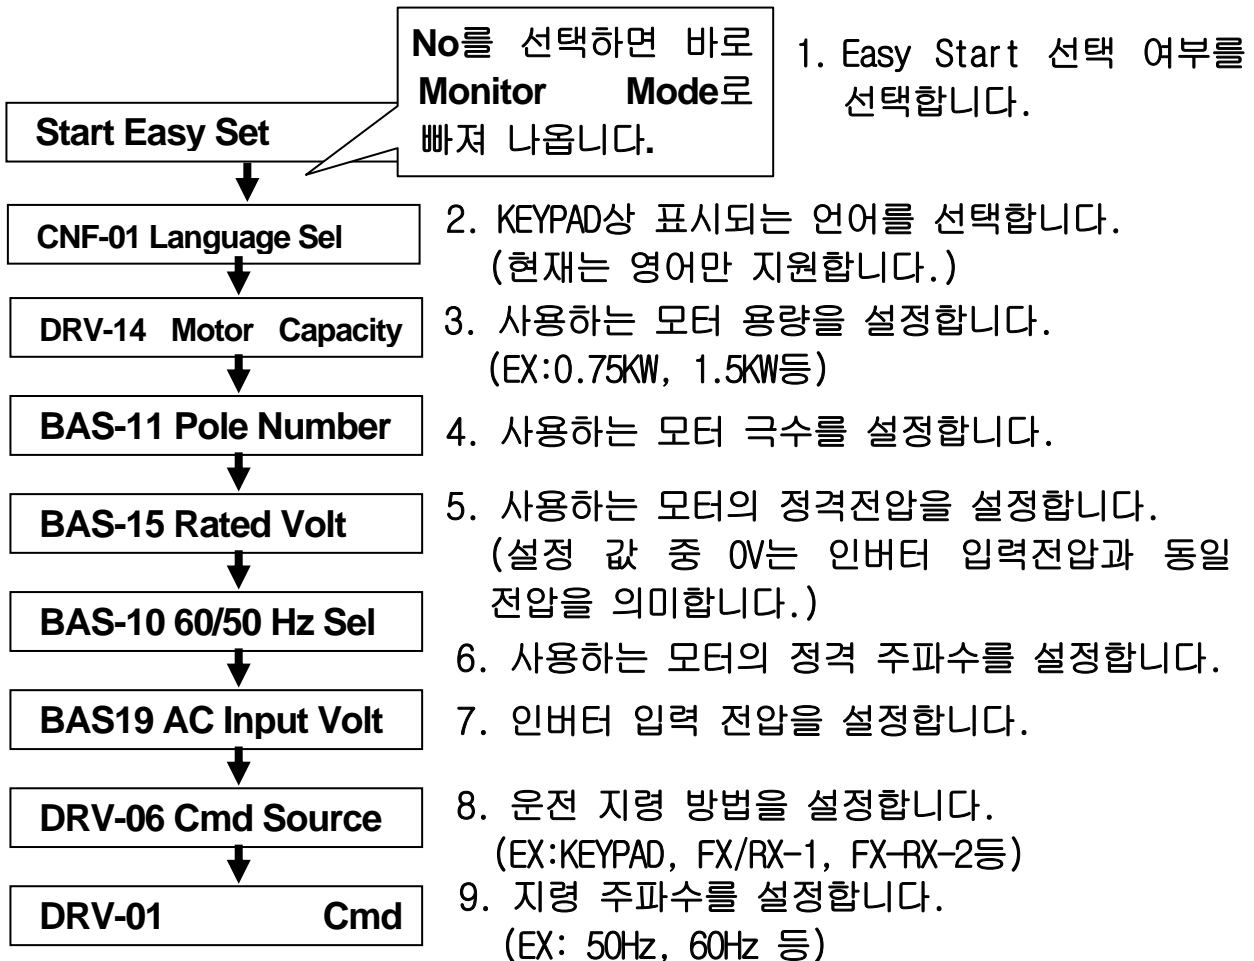 No를 선택하면 바로
Monitor Mode로
빠져 나옵니다.
1. Easy Start 선택 여부를
선택합니다.
Start Easy Set
CNF-01 Language Sel
2. KEYPAD상 표시되는 언어를 선택합니다.
(현재는 영어만 지원합니다.)
DRV-14 Motor Capacity
3. 사용하는 모터 용량을 설정합니다.
(EX:0.75KW, 1.5KW등)
BAS-11 Pole Number
4. 사용하는 모터 극수를 설정합니다.
BAS-15 Rated Volt
5. 사용하는 모터의 정격전압을 설정합니다.
(설정 값 중 0V는 인버터 입력전압과 동일
전압을 의미합니다.)
BAS-10 60/50 Hz Sel
6. 사용하는 모터의 정격 주파수를 설정합니다.
BAS19 AC Input Volt
7. 인버터 입력 전압을 설정합니다.
DRV-06 Cmd Source
8. 운전 지령 방법을 설정합니다.
(EX:KEYPAD, FX/RX-1, FX-RX-2등)
DRV-01 Cmd
9. 지령 주파수를 설정합니다.
(EX: 50Hz, 60Hz 등)